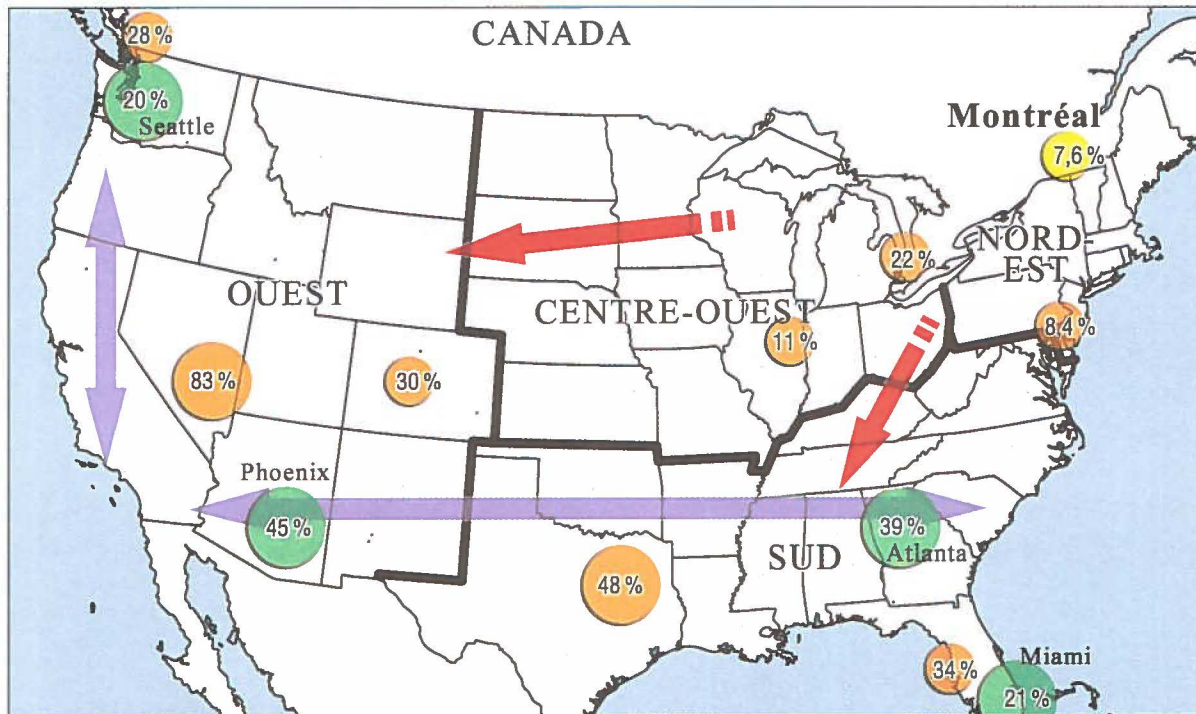 CANADA
28 %
20 %
Seattle
Montréal
7,6 %
22 %
NORD-
EST
OUEST
CENTRE-OUEST
11 %
8,4 %
83 %
30 %
Phoenix
45 %
39 %
Atlanta
SUD
48 %
34 %
Miami
21 %